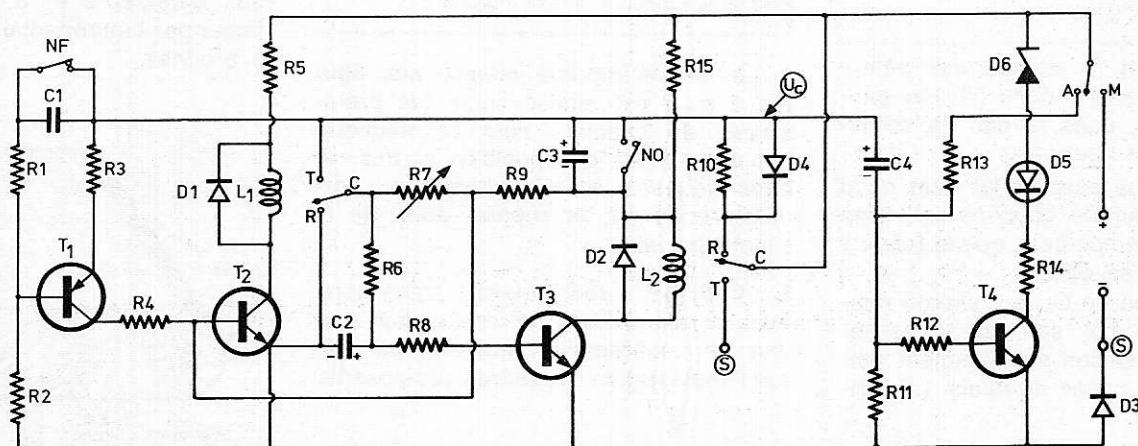 NF
C1
R1
R3
T1
R2
R4
R5
D1
L1
T2
T
C
R
R7
R9
R6
C2
- +
R8
+
C3
NO
D2
L2
T3
R15
UC
R10
D4
R
C
T
S
+
C4
-
R13
R12
R11
D6
D5
R14
T4
A
M
+
-
S
D3